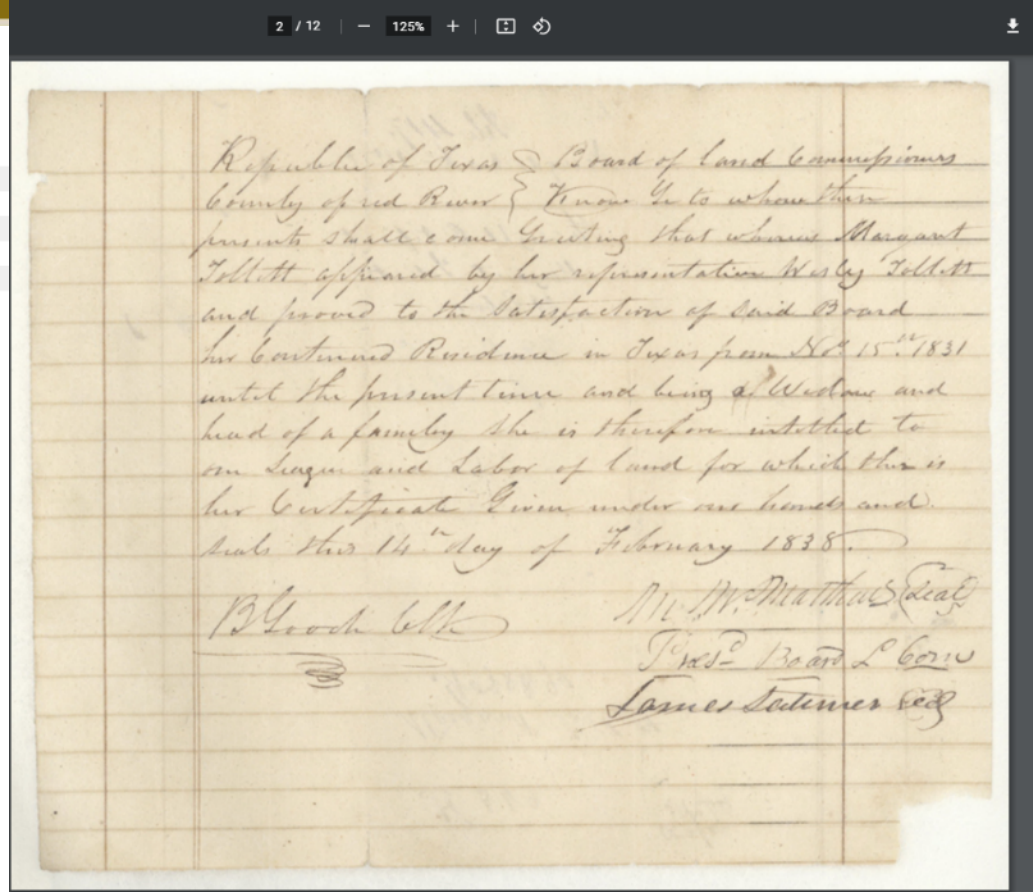 2 / 12 — 125% +
Republic of Texas } Board of land Commissioners
County of red River } Know Ye to whom these
presents shall come Greeting that whereas Margaret
Tollett appeared by her representative Wesly Tollett
and proved to the Satisfaction of Said Board
her Continued Residence in Texas from Nov 15th 1831
until the present time and being a Widow and
head of a family She is therefore intitled to
one League and Labor of land for which this is
her Certificate Given under our hands and
seals this 14th day of February 1838.
B Gooch Clk
W. Matthews (Seal)
Prest Board L Com
James Latimer Seal